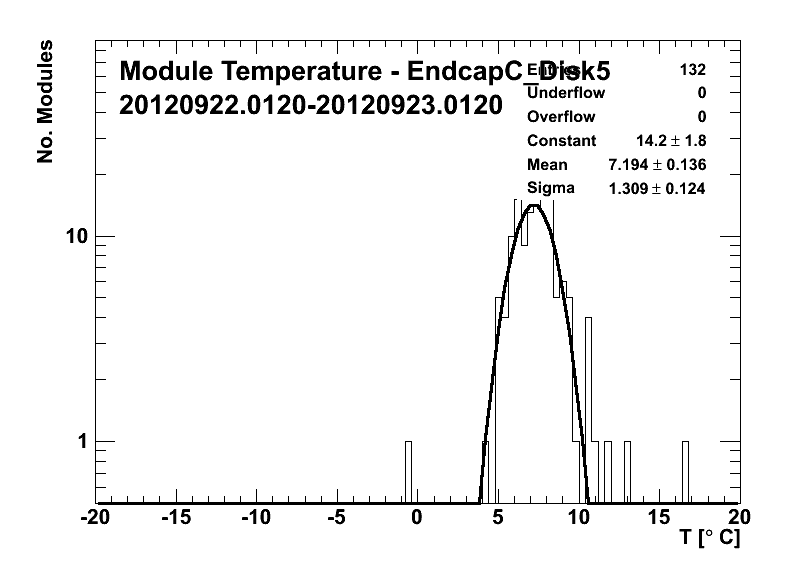 No. Modules
Module Temperature - EndcapC_Disk5
20120922.0120-20120923.0120
Entries 132
Underflow 0
Overflow 0
Constant 14.2 ± 1.8
Mean 7.194 ± 0.136
Sigma 1.309 ± 0.124
10
1
-20 -15 -10 -5 0 5 10 15 20
T [° C]